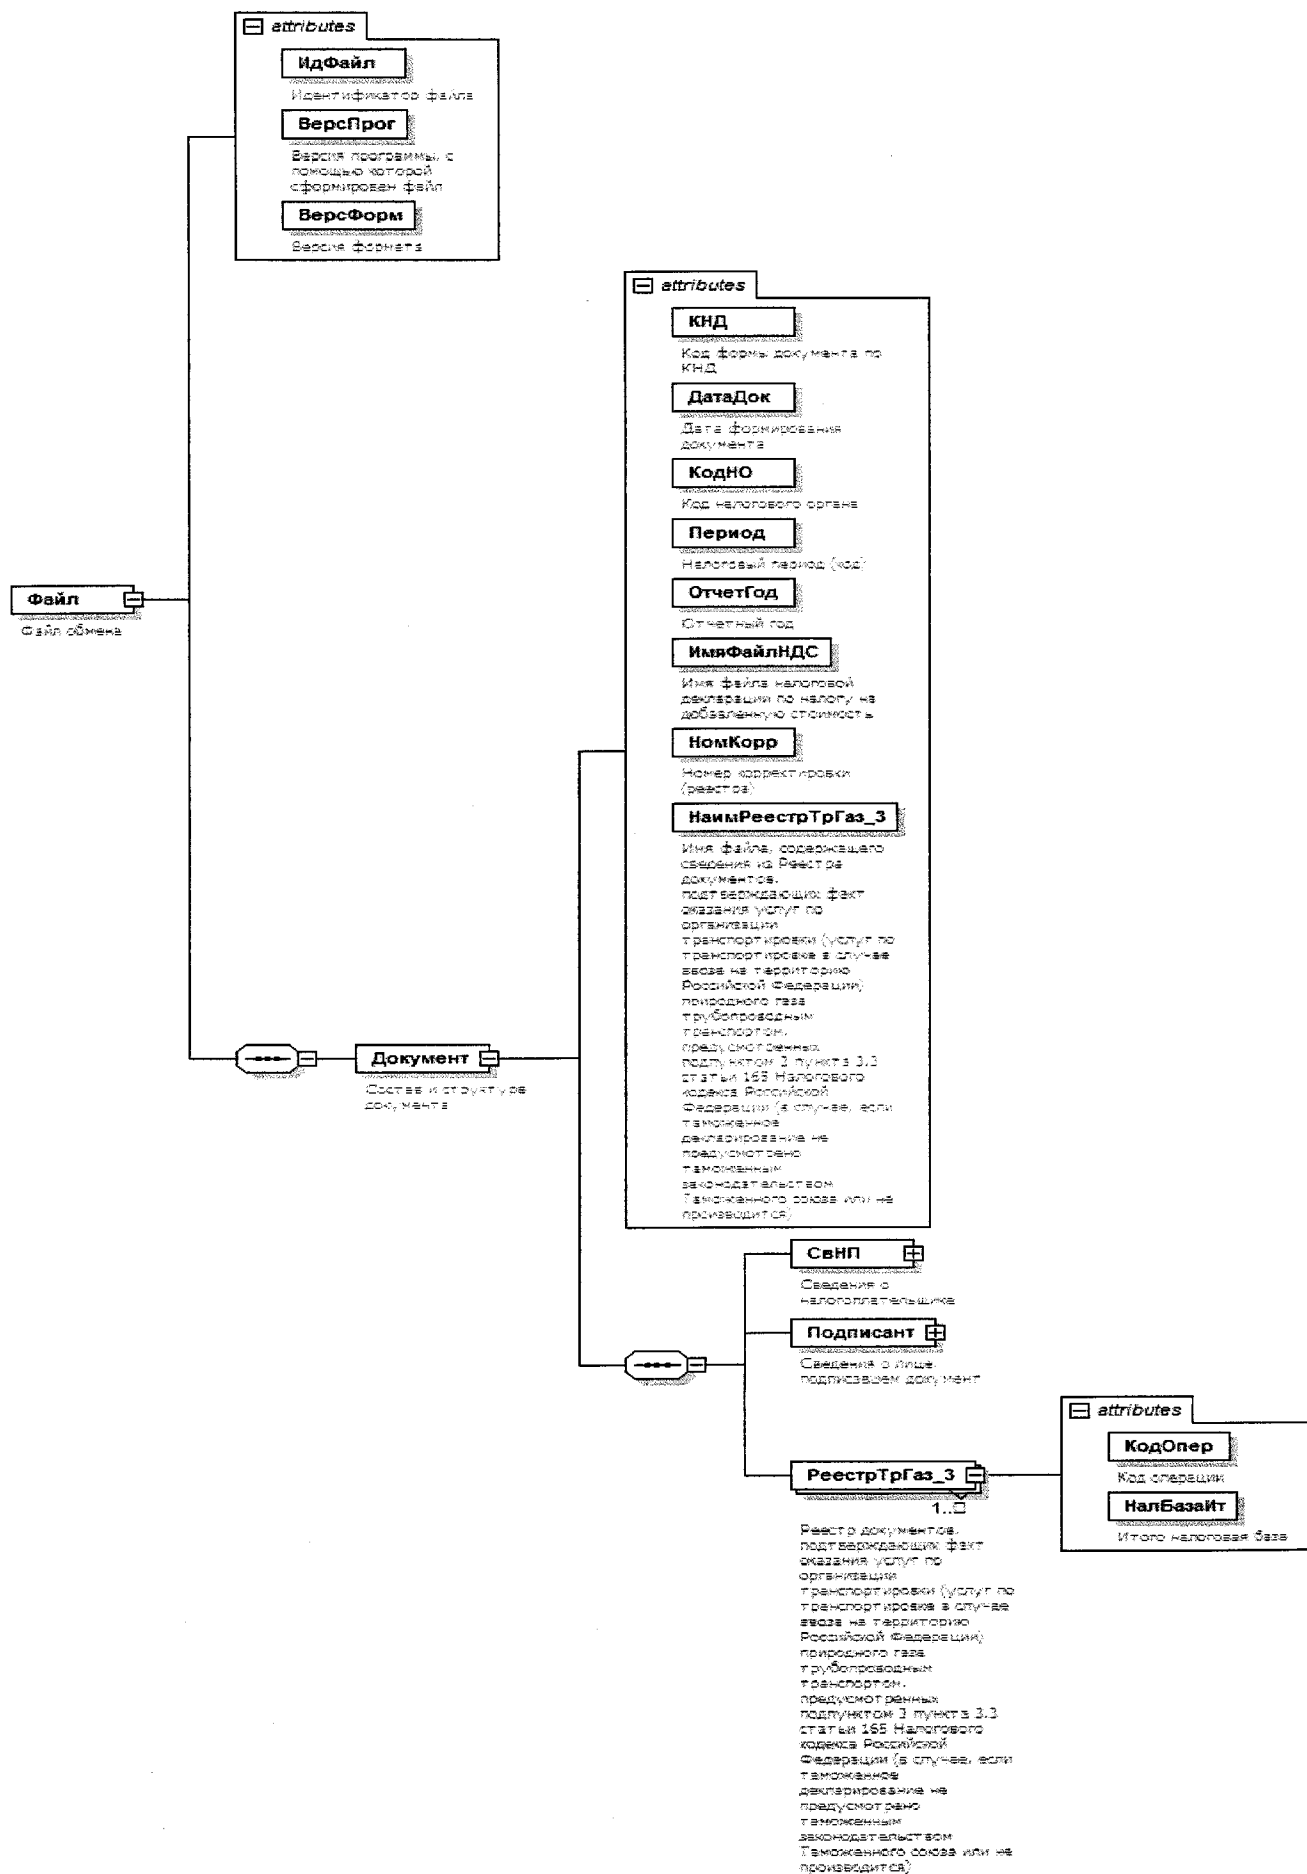 attributes
ИдФайл
Идентификатор файла
ВерсПрог
Версия программы, с
помощью которой
сформирован файл
ВерсФорм
Версия формата
attributes
КНД
Код формы документа по
КНД
ДатаДок
Дата формирования
документа
КодНО
Код налогового органа
Период
Налоговый период (код)
ОтчетГод
Отчетный год
ИмяФайлНДС
Имя файла налоговой
декларации по налогу на
добавленную стоимость
НомКорр
Номер корректировки
(реестра)
НаимРеестрТрГаз_3
Имя файла, содержащего
сведения из Реестра
документов,
подтверждающих факт
оказания услуг по
организации
транспортировки (услуг по
транспортировке в случае
ввоза на территорию
Российской Федерации)
природного газа
трубопроводным
транспортом,
предусмотренных
подпунктом 3 пункта 3.3
статьи 165 Налогового
кодекса Российской
Федерации (в случае, если
таможенное
декларирование не
предусмотрено
таможенным
законодательством
Таможенного союза или не
производится)
Файл
Файл обмена
Документ
Состав и структура
документа
СвНП
Сведения о
налогоплательщике
Подписант
Сведения о лице,
подписавшем документ
РеестрТрГаз_3
1..
Реестр документов,
подтверждающих факт
оказания услуг по
организации
транспортировки (услуг по
транспортировке в случае
ввоза на территорию
Российской Федерации)
природного газа
трубопроводным
транспортом,
предусмотренных
подпунктом 3 пункта 3.3
статьи 165 Налогового
кодекса Российской
Федерации (в случае, если
таможенное
декларирование не
предусмотрено
таможенным
законодательством
Таможенного союза или не
производится)
attributes
КодОпер
Код операции
НалБазаИт
Итого налоговая база